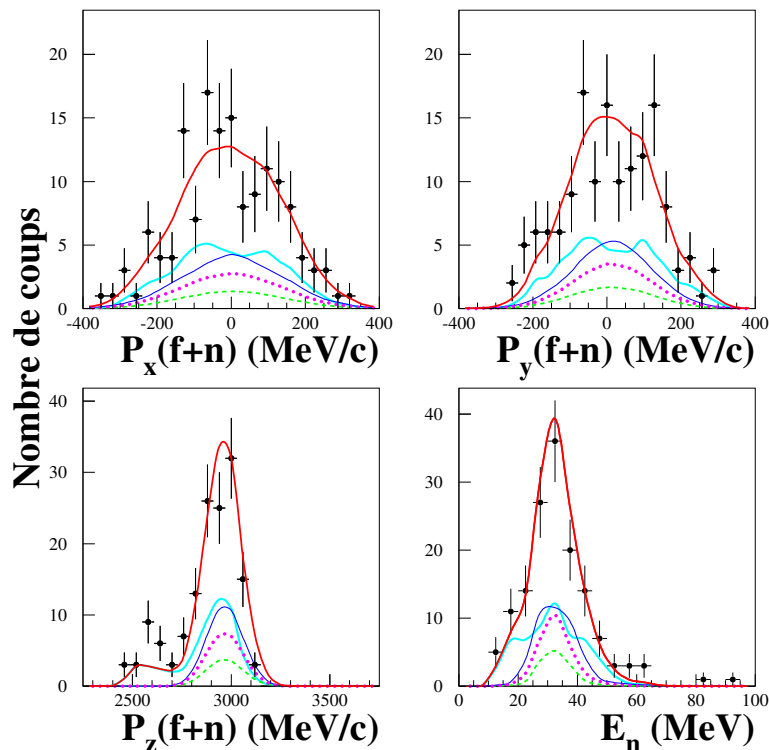 Nombre de coups
20
15
10
5
0
-400 -200 0 200 400
P_x(f+n) (MeV/c)
20
15
10
5
0
-400 -200 0 200 400
P_y(f+n) (MeV/c)
40
30
20
10
0
2500 3000 3500
P_z(f+n) (MeV/c)
40
30
20
10
0
0 20 40 60 80 100
E_n (MeV)